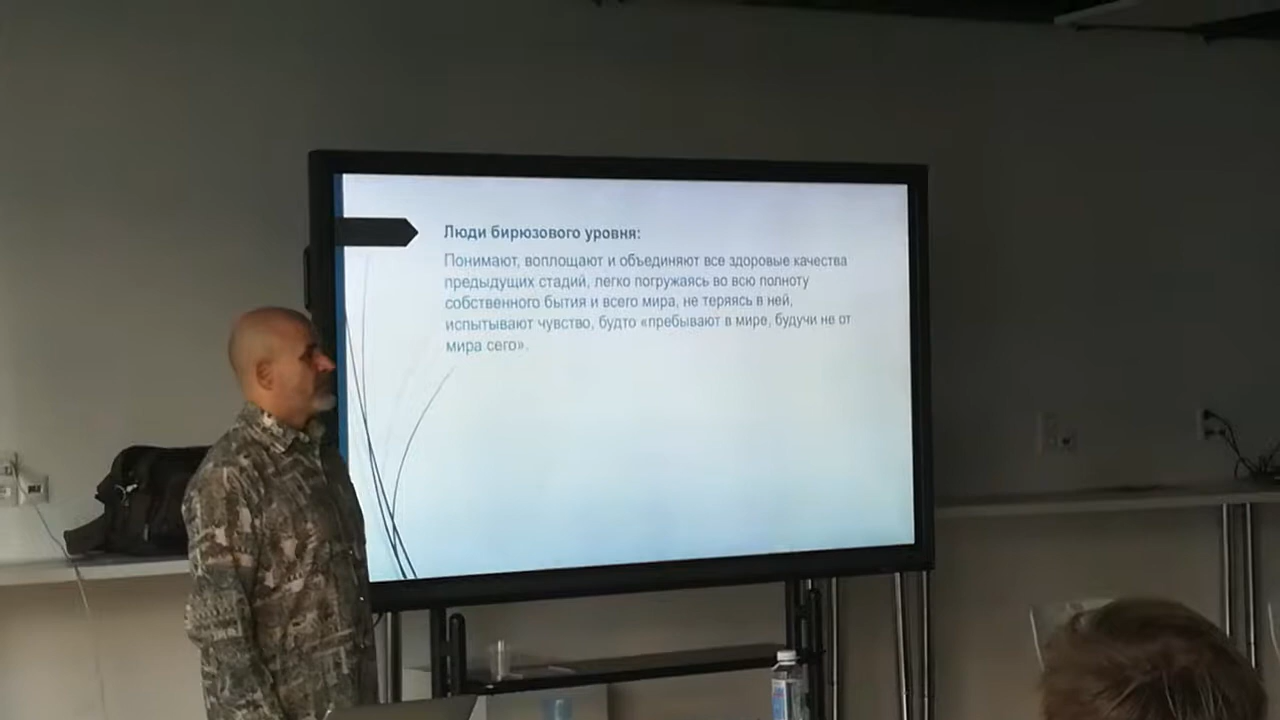 Люди бирюзового уровня:
Понимают, воплощают и объединяют все здоровые качества
предыдущих стадий, легко погружаясь во всю полноту
собственного бытия и всего мира, не теряясь в ней,
испытывают чувство, будто «пребывают в мире, будучи не от
мира сего».